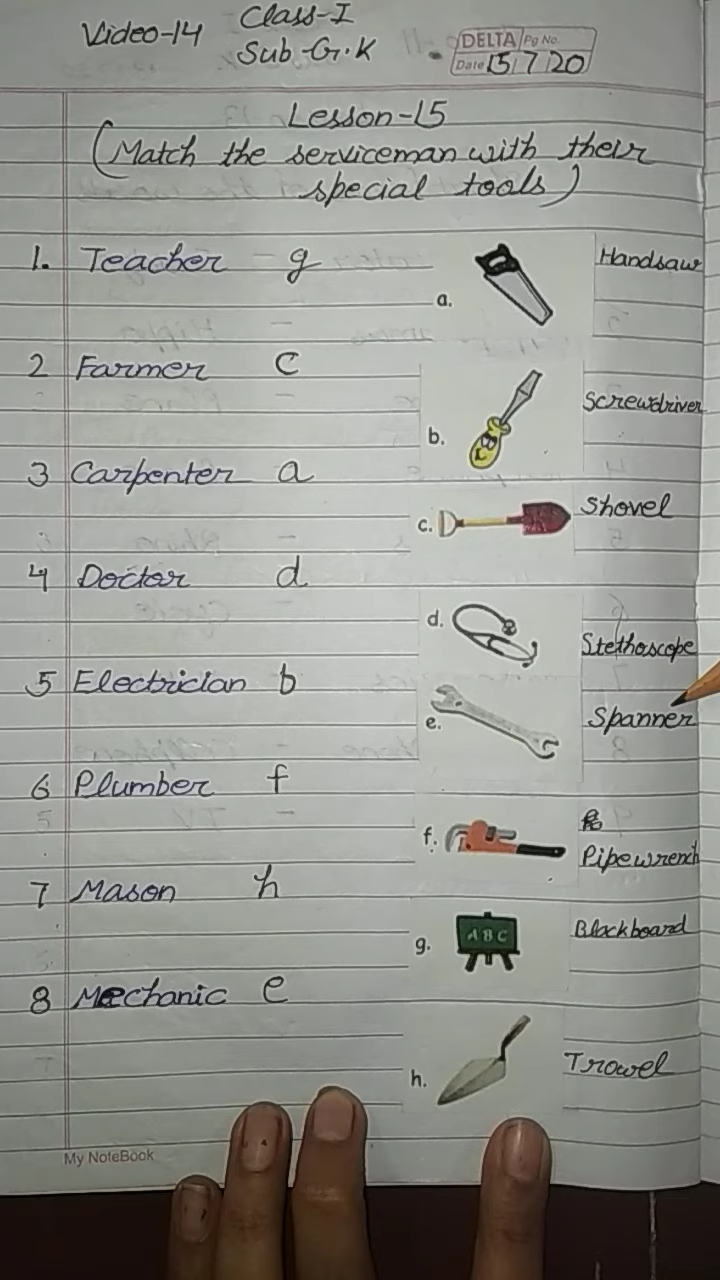 Video-14
Class-I
Sub-G.K
DELTA Pg No.
Date 15/7/20
Lesson-15
(Match the serviceman with their
special tools)
1. Teacher - g
a.
Handsaw
2 Farmer c
b.
Screwdriver
3 Carpenter a
c.
Shovel
4 Doctor d
d.
Stethoscope
5 Electrician b
e.
Spanner
6 Plumber f
f.
Pipewrench
7 Mason h
g.
ABC
Blackboard
8 Mechanic e
h.
Trowel
My NoteBook